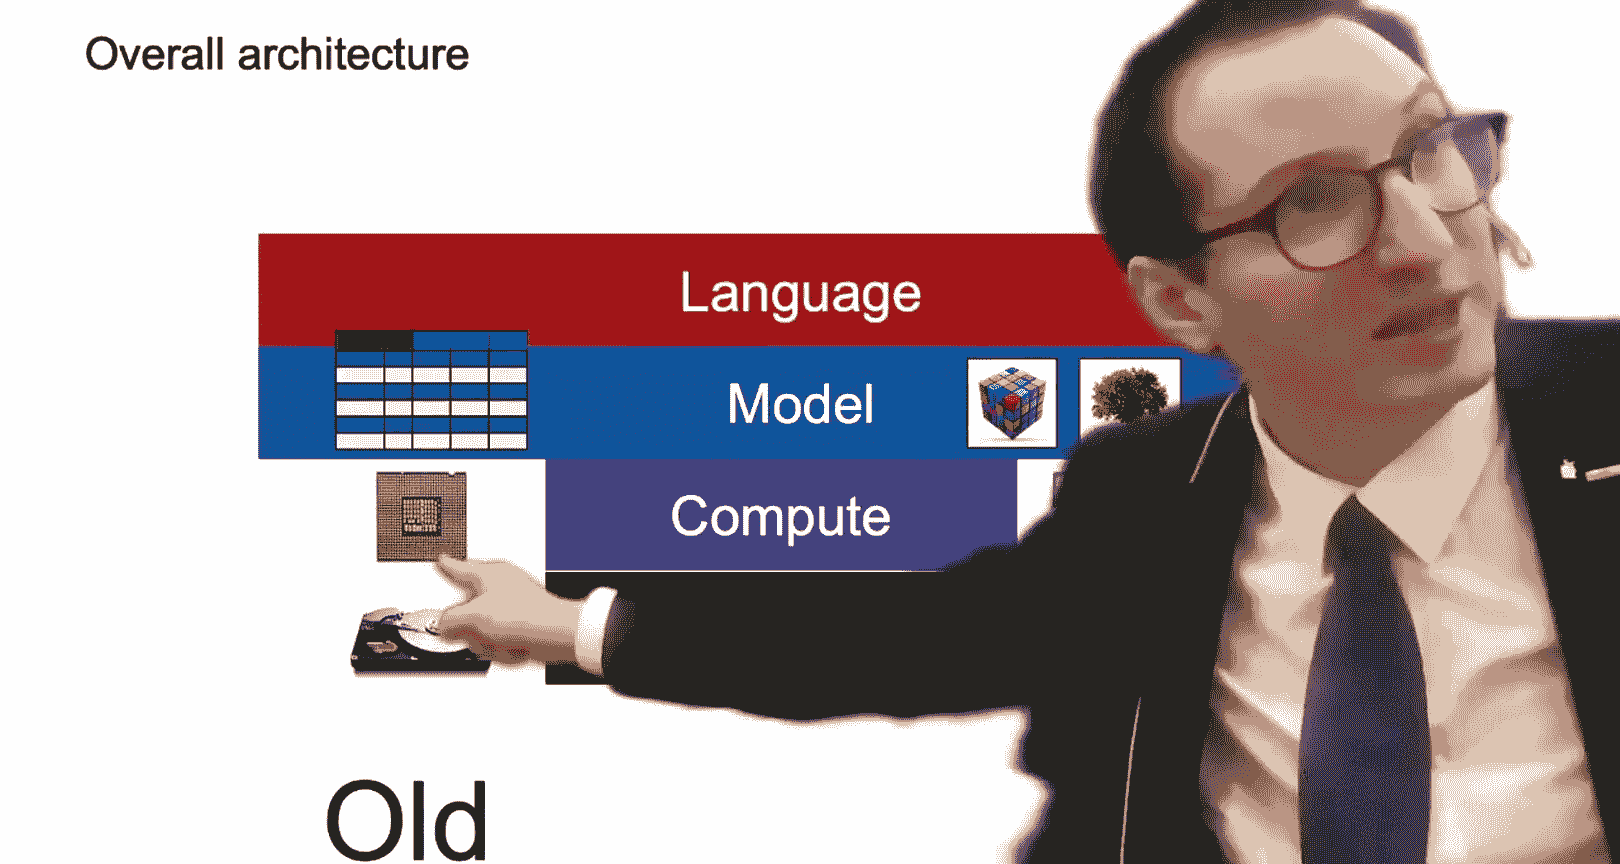 Overall architecture
Language
Model
Compute
Old